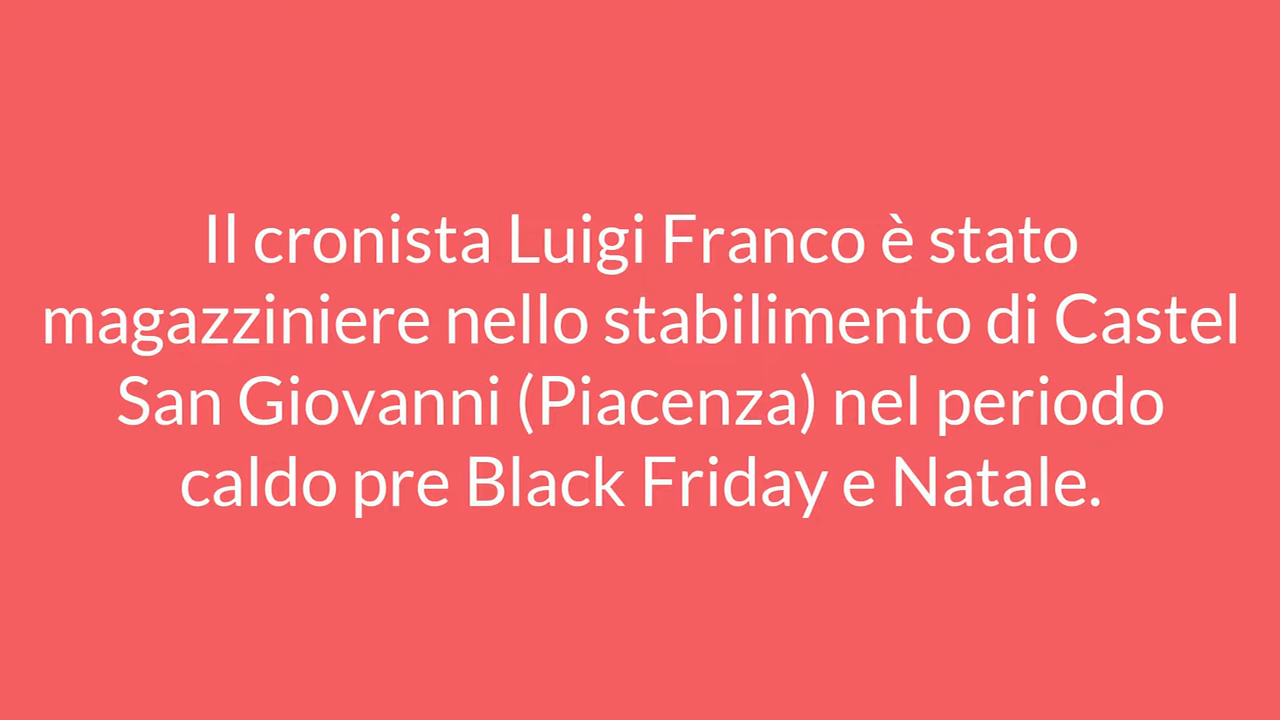 Il cronista Luigi Franco è stato
magazziniere nello stabilimento di Castel
San Giovanni (Piacenza) nel periodo
caldo pre Black Friday e Natale.